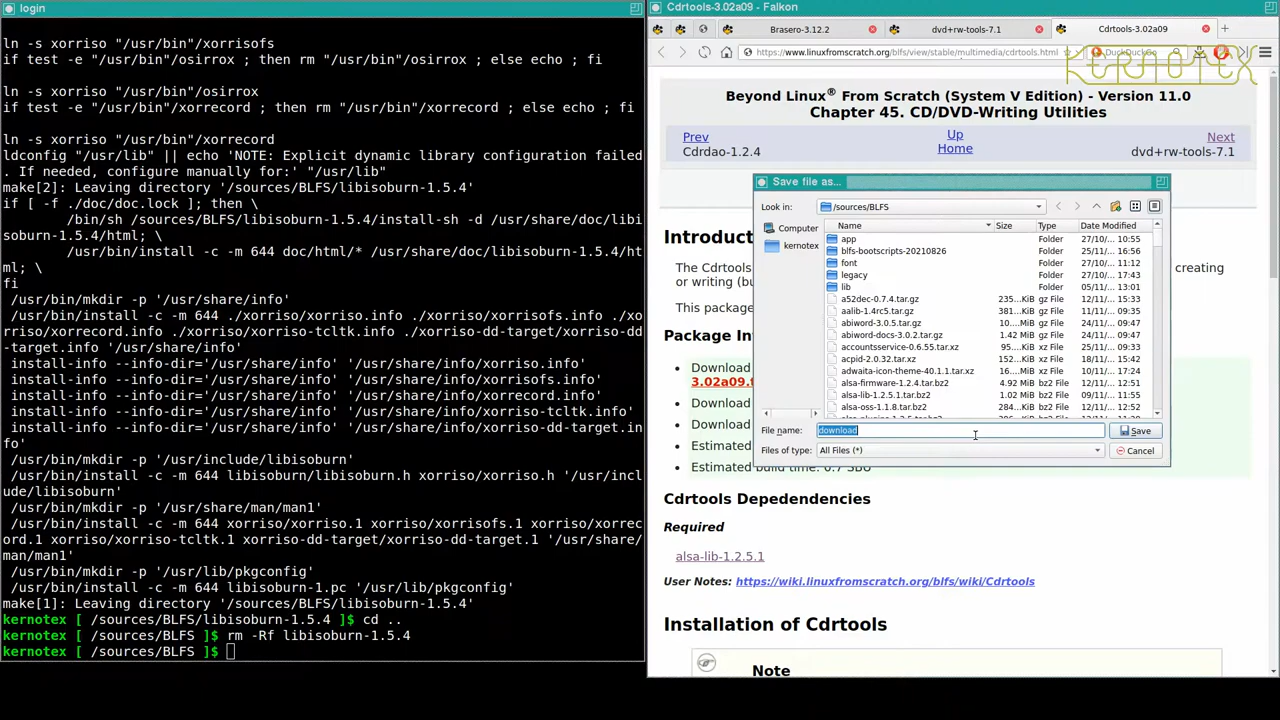 login
ln -s xorriso "/usr/bin"/xorrisofs
if test -e "/usr/bin"/osirrox ; then rm "/usr/bin"/osirrox ; else echo ; fi
ln -s xorriso "/usr/bin"/osirrox
if test -e "/usr/bin"/xorrecord ; then rm "/usr/bin"/xorrecord ; else echo ; fi
ln -s xorriso "/usr/bin"/xorrecord
ldconfig "/usr/lib" || echo 'NOTE: Explicit dynamic library configuration failed
. If needed, configure manually for:' "/usr/lib"
make[2]: Leaving directory '/sources/BLFS/libisoburn-1.5.4'
if [ -f ./doc/doc.lock ]; then \
/bin/sh /sources/BLFS/libisoburn-1.5.4/install-sh -d /usr/share/doc/libi
soburn-1.5.4/html; \
/usr/bin/install -c -m 644 doc/html/* /usr/share/doc/libisoburn-1.5.4/ht
ml; \
fi
/usr/bin/mkdir -p '/usr/share/info'
/usr/bin/install -c -m 644 ./xorriso/xorriso.info ./xorriso/xorrisofs.info ./xo
rriso/xorrecord.info ./xorriso/xorriso-tcltk.info ./xorriso-dd-target/xorriso-dd
-target.info '/usr/share/info'
install-info --info-dir='/usr/share/info' '/usr/share/info/xorriso.info'
install-info --info-dir='/usr/share/info' '/usr/share/info/xorrisofs.info'
install-info --info-dir='/usr/share/info' '/usr/share/info/xorrecord.info'
install-info --info-dir='/usr/share/info' '/usr/share/info/xorriso-tcltk.info'
install-info --info-dir='/usr/share/info' '/usr/share/info/xorriso-dd-target.in
fo'
/usr/bin/mkdir -p '/usr/include/libisoburn'
/usr/bin/install -c -m 644 libisoburn/libisoburn.h xorriso/xorriso.h '/usr/incl
ude/libisoburn'
/usr/bin/mkdir -p '/usr/share/man/man1'
/usr/bin/install -c -m 644 xorriso/xorriso.1 xorriso/xorrisofs.1 xorriso/xorrec
ord.1 xorriso/xorriso-tcltk.1 xorriso-dd-target/xorriso-dd-target.1 '/usr/share/
man/man1'
/usr/bin/mkdir -p '/usr/lib/pkgconfig'
/usr/bin/install -c -m 644 libisoburn-1.pc '/usr/lib/pkgconfig'
make[1]: Leaving directory '/sources/BLFS/libisoburn-1.5.4'
kernotex [ /sources/BLFS/libisoburn-1.5.4 ]$ cd ..
kernotex [ /sources/BLFS ]$ rm -Rf libisoburn-1.5.4
kernotex [ /sources/BLFS ]$
Cdrtools-3.02a09 - Falkon
Brasero-3.12.2 dvd+rw-tools-7.1 Cdrtools-3.02a09
https://www.linuxfromscratch.org/blfs/view/stable/multimedia/cdrtools.html DuckDuckGo
KERNOTEX
Beyond Linux® From Scratch (System V Edition) - Version 11.0
Chapter 45. CD/DVD-Writing Utilities
Prev Up Next
Cdrdao-1.2.4 Home dvd+rw-tools-7.1
Save file as...
Look in: /sources/BLFS
Computer
kernotex
Name Size Type Date Modified
app Folder 27/10/... 10:55
blfs-bootscripts-20210826 Folder 25/11/... 16:56
font Folder 27/10/... 11:12
legacy Folder 27/10/... 17:43
lib Folder 05/11/... 13:01
a52dec-0.7.4.tar.gz 235...KiB gz File 12/11/... 15:33
aalib-1.4rc5.tar.gz 381...KiB gz File 11/11/... 09:35
abiword-3.0.5.tar.gz 10....MiB gz File 24/11/... 09:47
abiword-docs-3.0.2.tar.gz 1.42 MiB gz File 24/11/... 09:47
accountsservice-0.6.55.tar.xz 95...KiB xz File 25/11/... 09:33
acpid-2.0.32.tar.xz 152...KiB xz File 18/11/... 15:42
adwaita-icon-theme-40.1.1.tar.xz 16....MiB xz File 10/11/... 17:24
alsa-firmware-1.2.4.tar.bz2 4.92 MiB bz2 File 12/11/... 12:51
alsa-lib-1.2.5.1.tar.bz2 1.02 MiB bz2 File 09/11/... 11:55
alsa-oss-1.1.8.tar.bz2 284...KiB bz2 File 12/11/... 12:52
File name: download Save
Files of type: All Files (*) Cancel
Introduc
The Cdrtools creating
or writing (bu
This package
Package Inf
Download
3.02a09.t
Download
Download
Estimated
Estimated build time: 0.7 SBU
Cdrtools Dependencies
Required
alsa-lib-1.2.5.1
User Notes: https://wiki.linuxfromscratch.org/blfs/wiki/Cdrtools
Installation of Cdrtools
Note